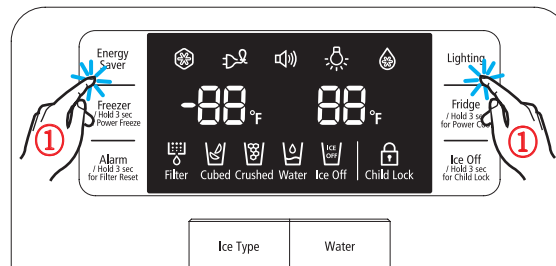 Energy
Saver
Lighting
Freezer
/ Hold 3 sec
Power Freeze
-88°F
88°F
Fridge
/ Hold 3 sec
for Power
Alarm
/ Hold 3 sec
for Filter Reset
ICE
OFF
Filter
Cubed
Crushed
Water
Ice Off
Child Lock
Ice Off
/ Hold 3 sec
for Child Lock
1
1
Ice Type
Water